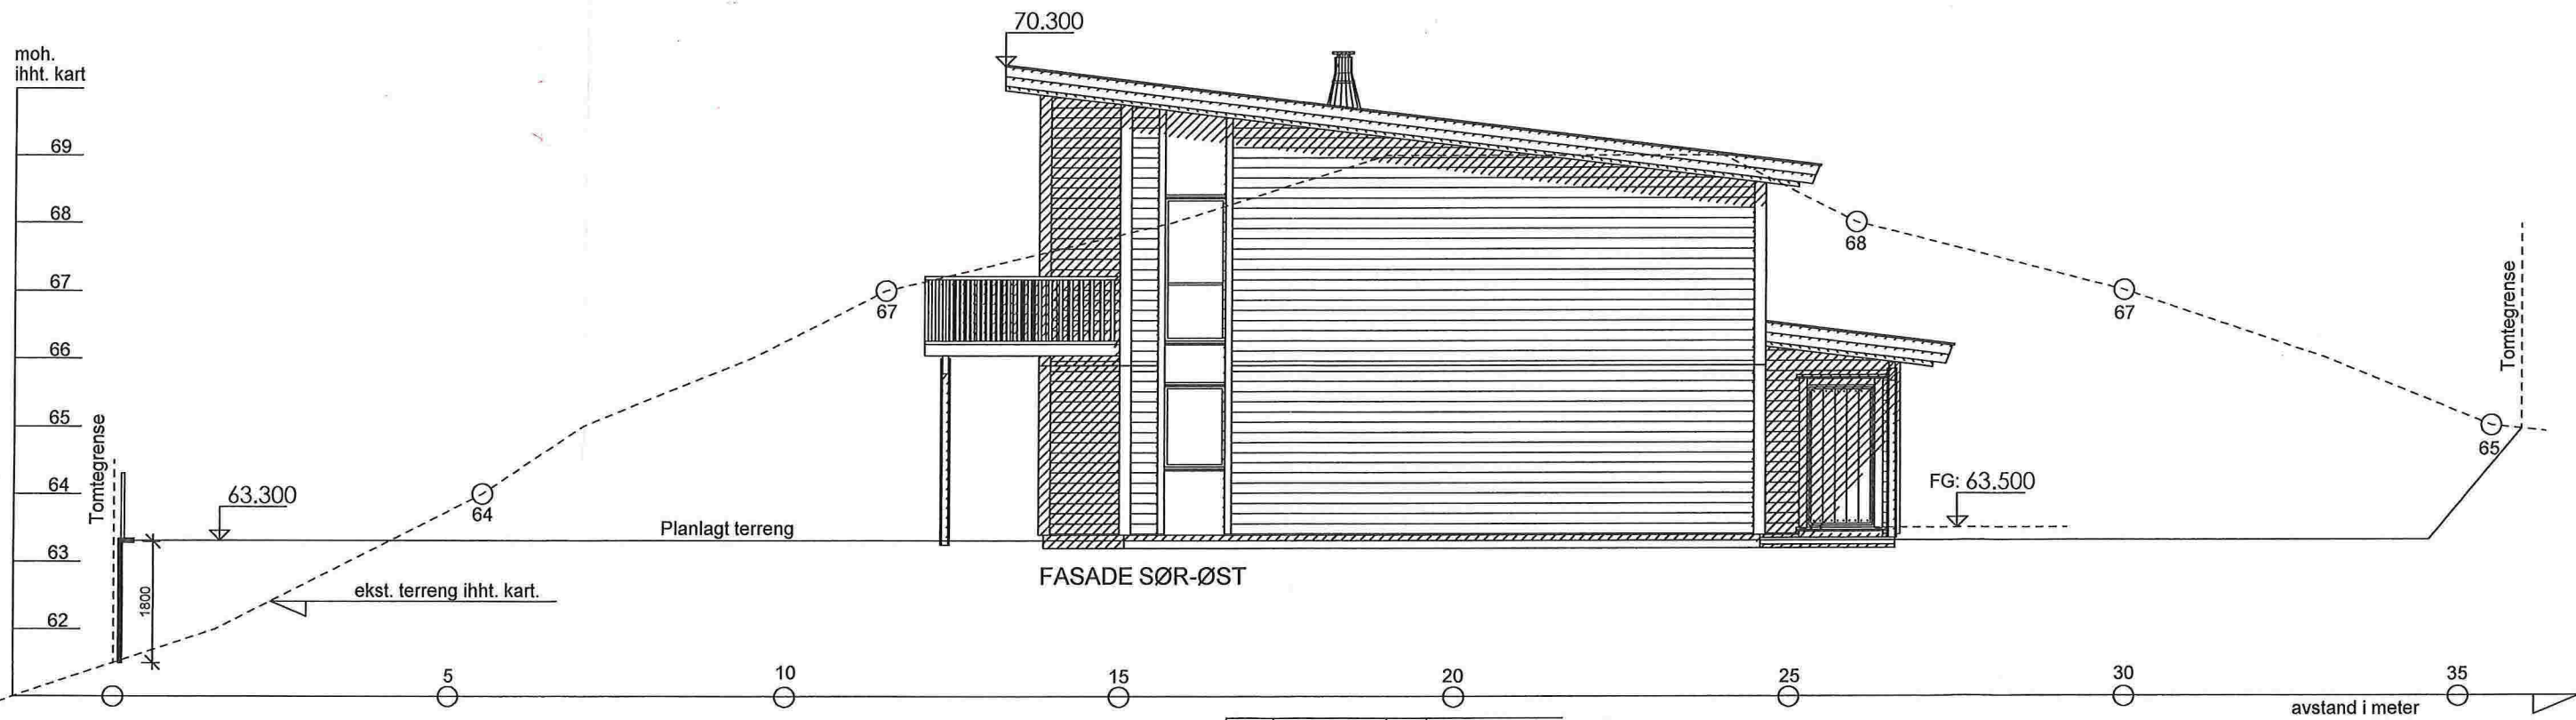 70.300
moh.
ihht. kart
69
68
67
66
65
64
63
62
Tomtegrense
63.300
1800
64
67
Planlagt terreng
ekst. terreng ihht. kart.
FASADE SØR-ØST
FG: 63.500
68
67
65
Tomtegrense
5
10
15
20
25
30
35
avstand i meter